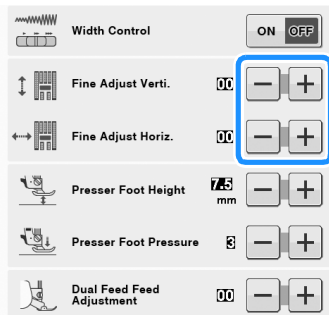 Width Control ON OFF
Fine Adjust Verti. 00 − +
Fine Adjust Horiz. 00 − +
Presser Foot Height 7.5 mm − +
Presser Foot Pressure 3 − +
Dual Feed Feed
Adjustment 00 − +